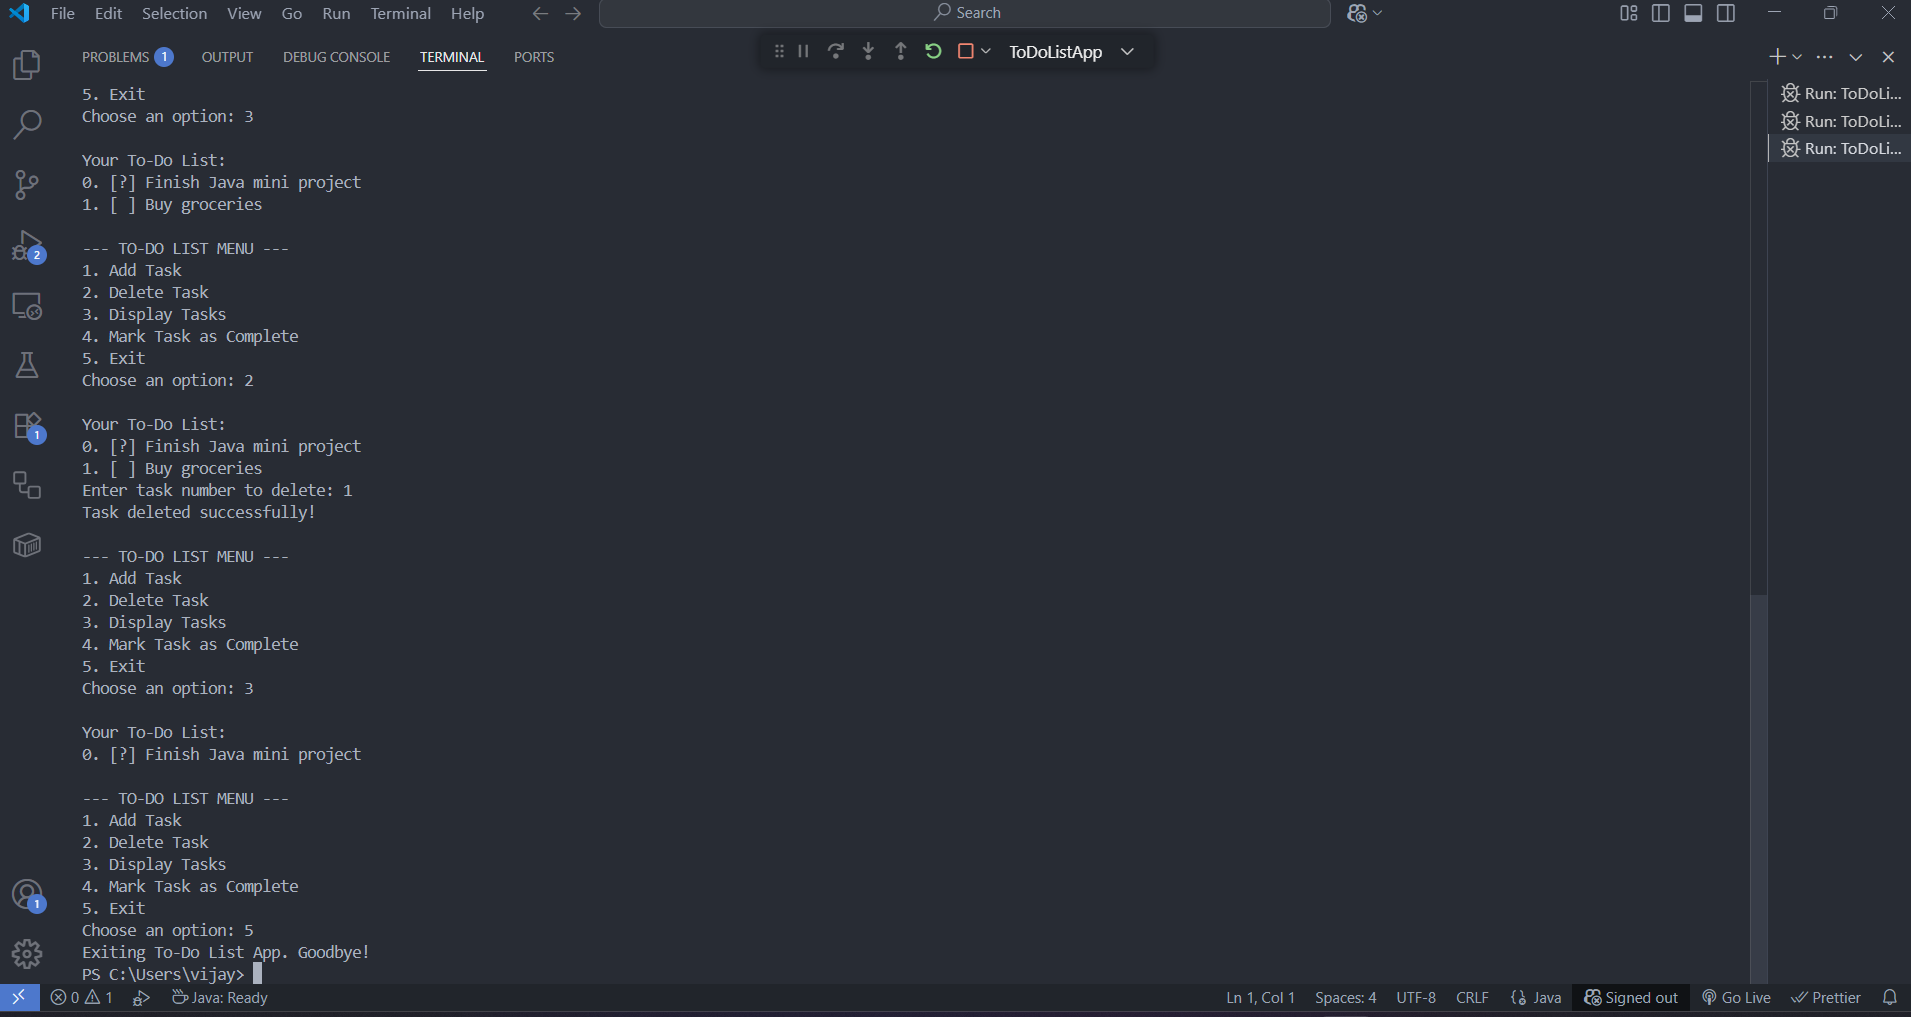 File Edit Selection View Go Run Terminal Help Search
PROBLEMS 1 OUTPUT DEBUG CONSOLE TERMINAL PORTS ToDoListApp
5. Exit
Choose an option: 3
Your To-Do List:
0. [?] Finish Java mini project
1. [ ] Buy groceries
--- TO-DO LIST MENU ---
1. Add Task
2. Delete Task
3. Display Tasks
4. Mark Task as Complete
5. Exit
Choose an option: 2
Your To-Do List:
0. [?] Finish Java mini project
1. [ ] Buy groceries
Enter task number to delete: 1
Task deleted successfully!
--- TO-DO LIST MENU ---
1. Add Task
2. Delete Task
3. Display Tasks
4. Mark Task as Complete
5. Exit
Choose an option: 3
Your To-Do List:
0. [?] Finish Java mini project
--- TO-DO LIST MENU ---
1. Add Task
2. Delete Task
3. Display Tasks
4. Mark Task as Complete
5. Exit
Choose an option: 5
Exiting To-Do List App. Goodbye!
PS C:\Users\vijay>
Run: ToDoLi...
Run: ToDoLi...
Run: ToDoLi...
2
1
1
0 1 Java: Ready Ln 1, Col 1 Spaces: 4 UTF-8 CRLF {} Java Signed out Go Live Prettier